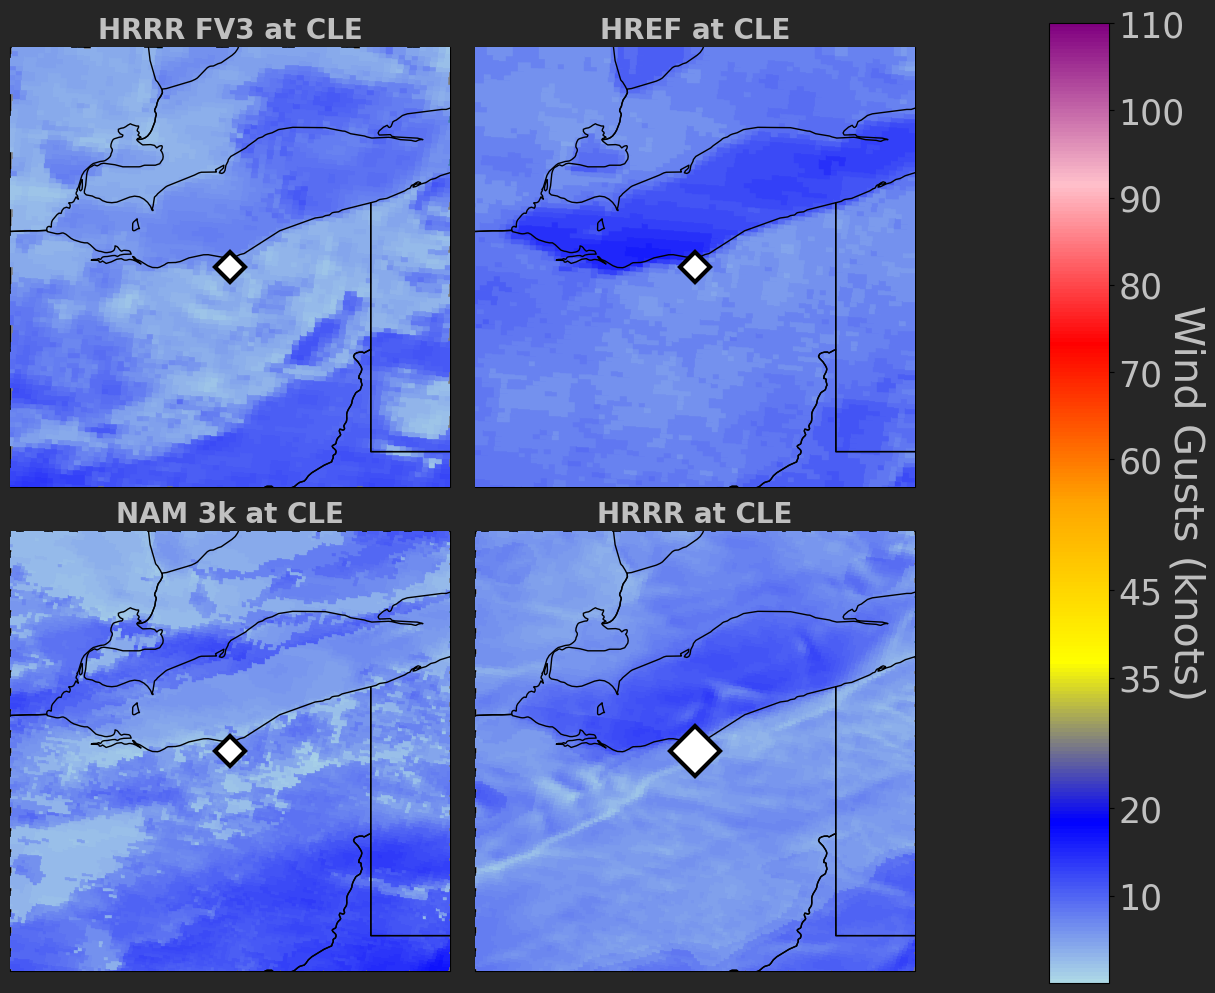 HRRR FV3 at CLE
HREF at CLE
NAM 3k at CLE
HRRR at CLE
110
100
90
80
70
60
45
35
20
10
Wind Gusts (knots)